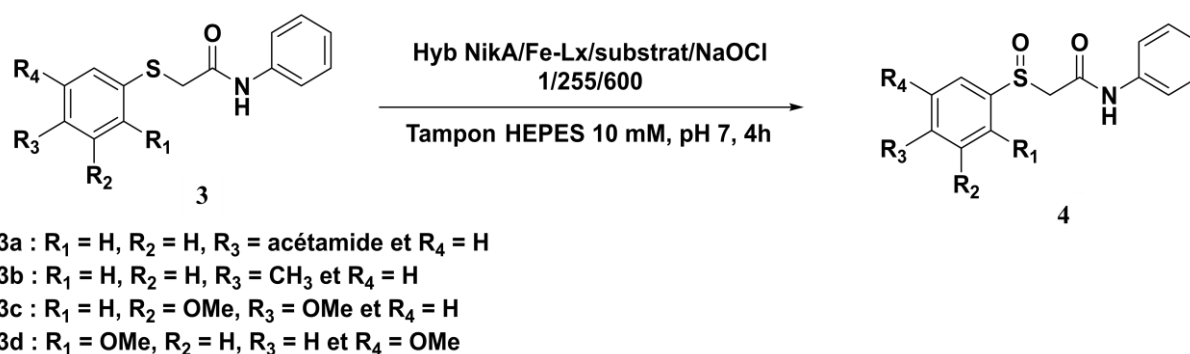 R4
R3
R2
R1
S
O
N
H
3
Hyb NikA/Fe-Lx/substrat/NaOCl
1/255/600
Tampon HEPES 10 mM, pH 7, 4h
R4
R3
R2
R1
O
S
O
N
H
4
3a : R1 = H, R2 = H, R3 = acétamide et R4 = H
3b : R1 = H, R2 = H, R3 = CH3 et R4 = H
3c : R1 = H, R2 = OMe, R3 = OMe et R4 = H
3d : R1 = OMe, R2 = H, R3 = H et R4 = OMe